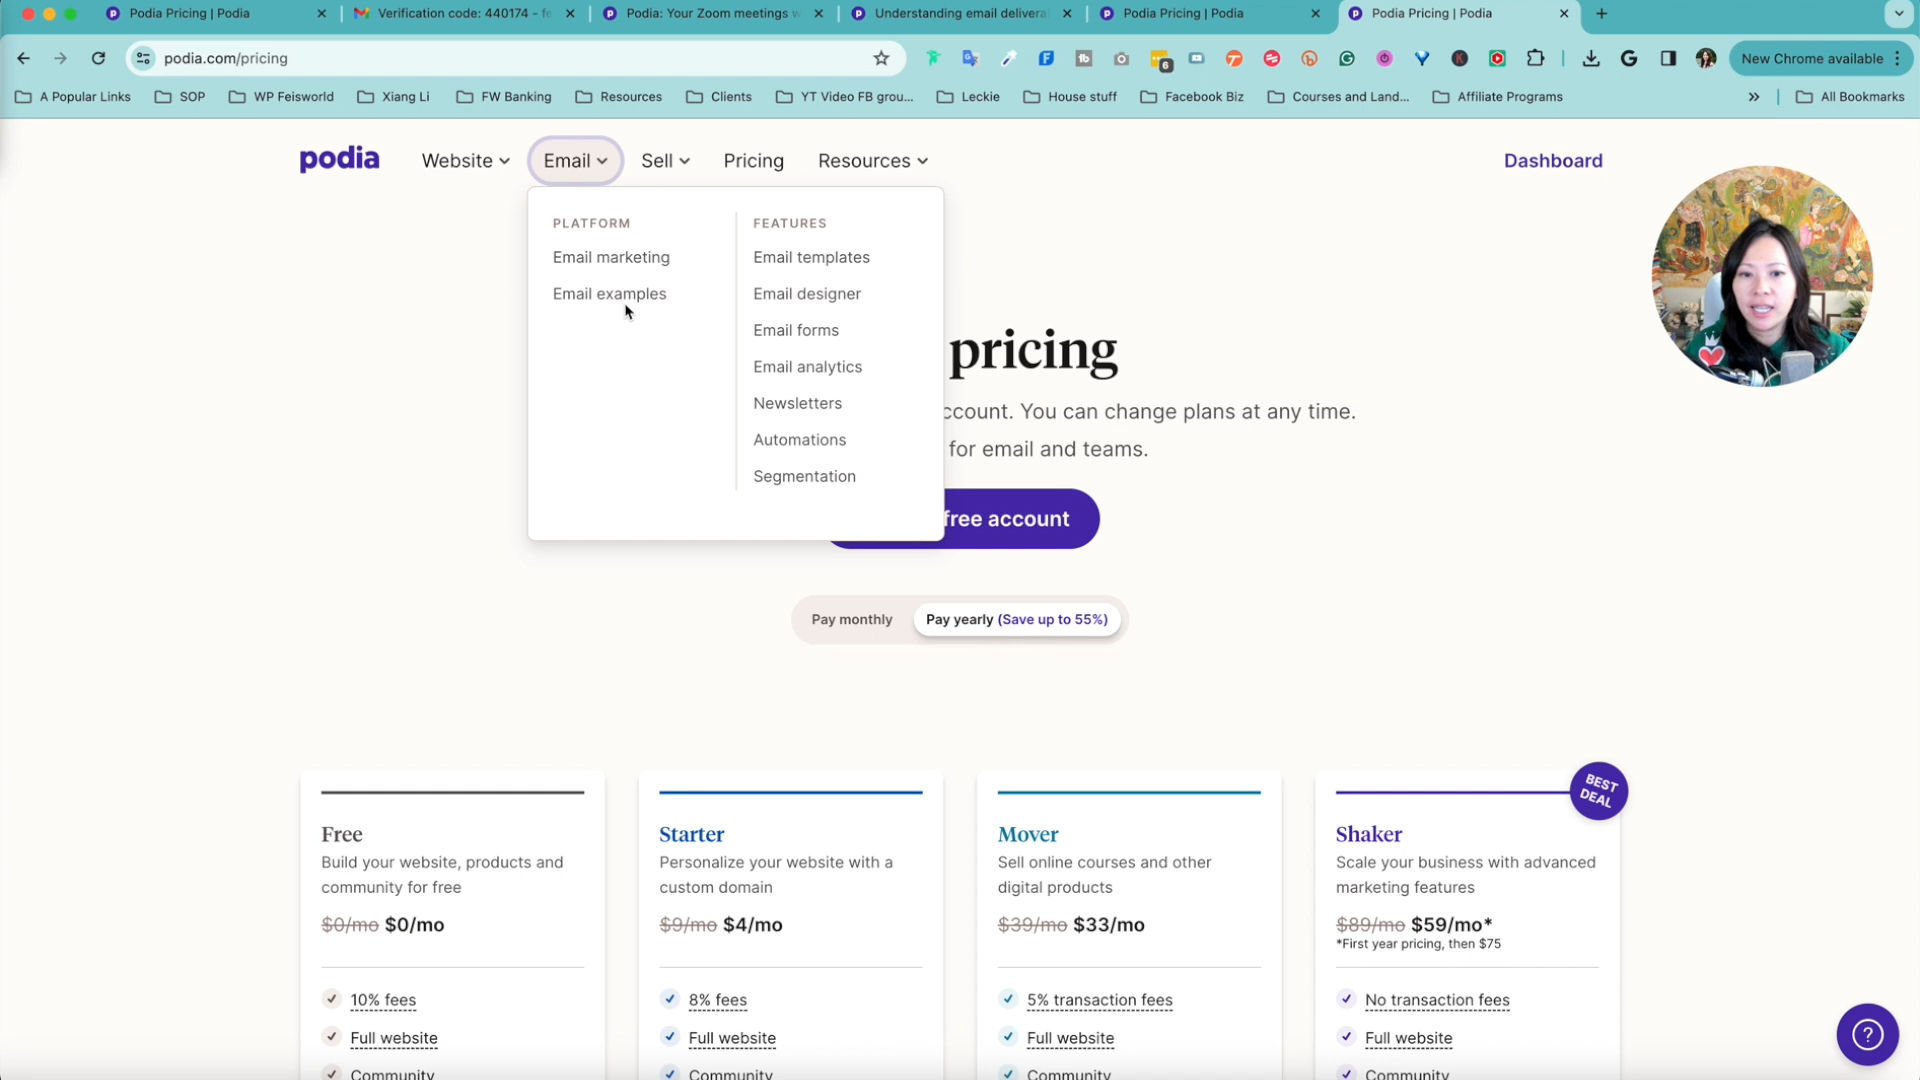 Podia Pricing | Podia
Verification code: 440174 - fe
Podia: Your Zoom meetings w
Understanding email delivera
Podia Pricing | Podia
Podia Pricing | Podia
podia.com/pricing
6
New Chrome available
A Popular Links
SOP
WP Feisworld
Xiang Li
FW Banking
Resources
Clients
YT Video FB grou...
Leckie
House stuff
Facebook Biz
Courses and Land...
Affiliate Programs
All Bookmarks
podia
Website
Email
Sell
Pricing
Resources
Dashboard
PLATFORM
Email marketing
Email examples
FEATURES
Email templates
Email designer
Email forms
Email analytics
Newsletters
Automations
Segmentation
pricing
ccount. You can change plans at any time.
for email and teams.
free account
Pay monthly
Pay yearly (Save up to 55%)
Free
Build your website, products and
community for free
$0/mo $0/mo
10% fees
Full website
Community
Starter
Personalize your website with a
custom domain
$9/mo $4/mo
8% fees
Full website
Community
Mover
Sell online courses and other
digital products
$39/mo $33/mo
5% transaction fees
Full website
Community
BEST
DEAL
Shaker
Scale your business with advanced
marketing features
$89/mo $59/mo*
*First year pricing, then $75
No transaction fees
Full website
Community